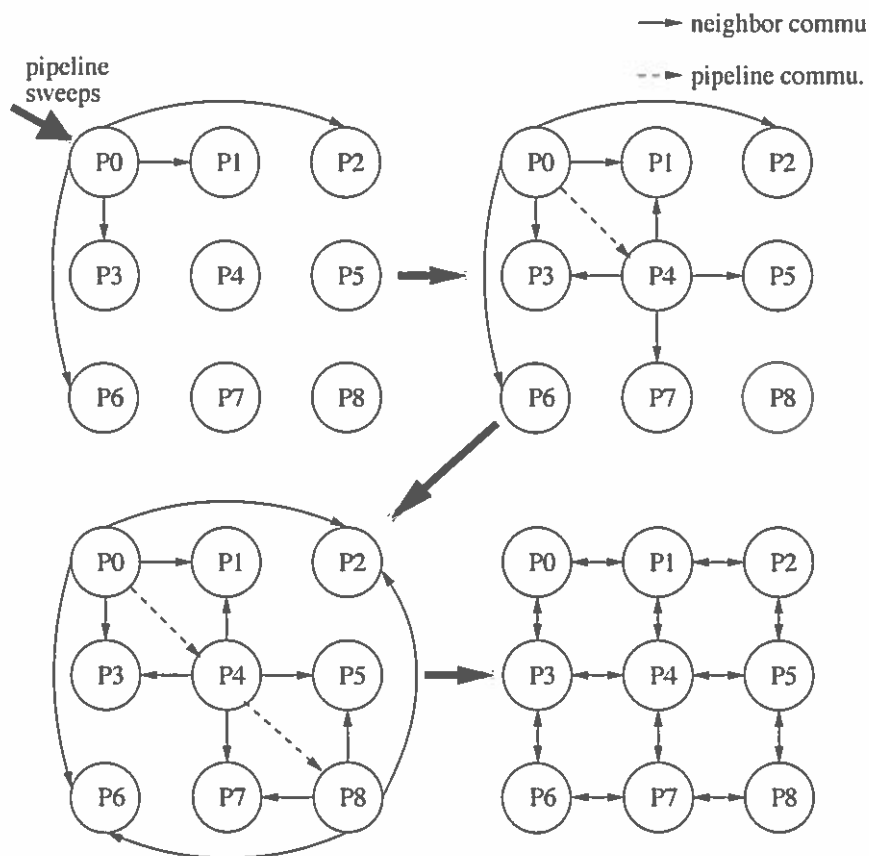 neighbor commu
pipeline commu.
pipeline
sweeps
P0 P1 P2
P3 P4 P5
P6 P7 P8
P0 P1 P2
P3 P4 P5
P6 P7 P8
P0 P1 P2
P3 P4 P5
P6 P7 P8
P0 P1 P2
P3 P4 P5
P6 P7 P8